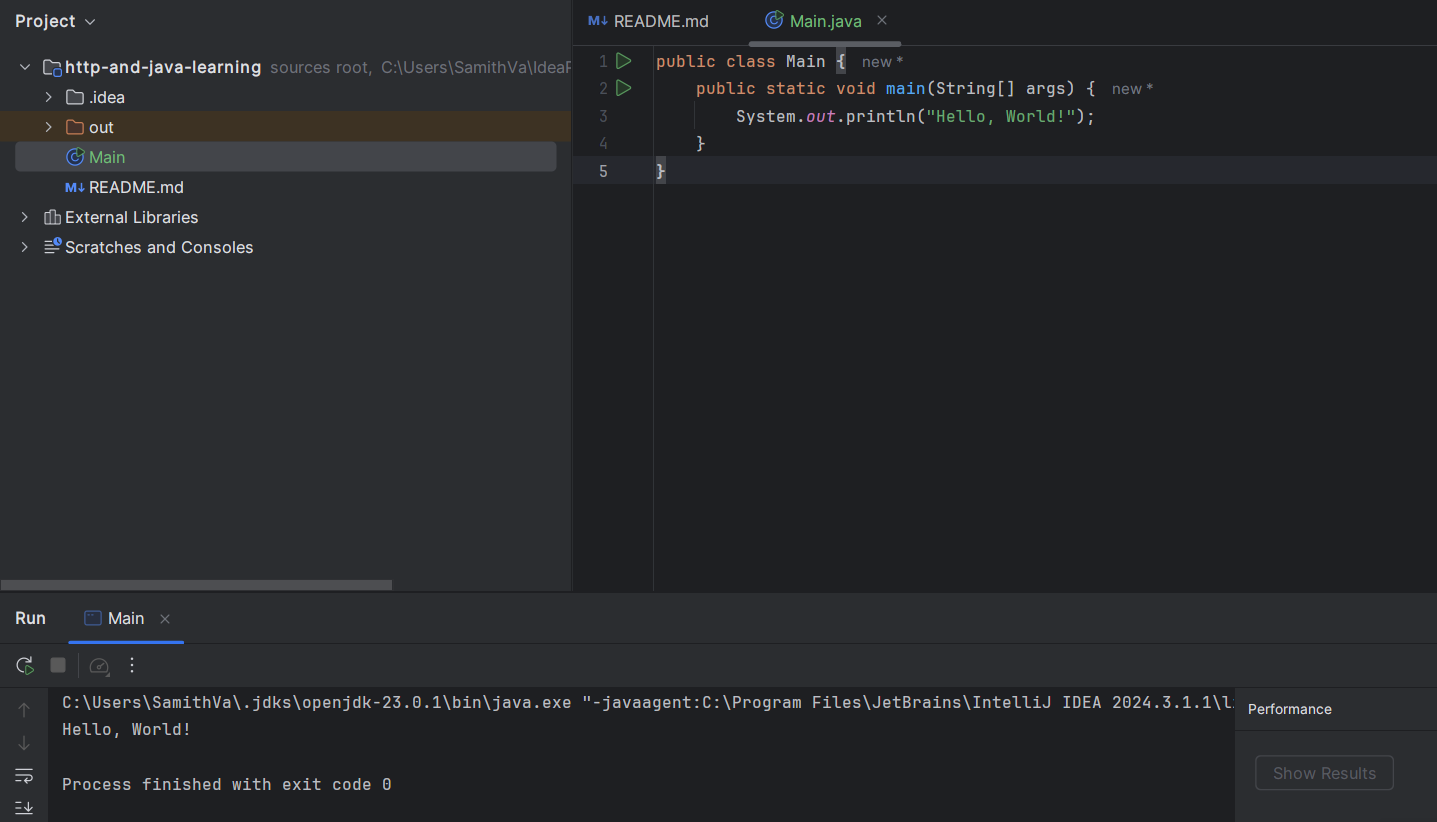 Project
http-and-java-learning sources root, C:\Users\SamithVa\IdeaP
.idea
out
Main
M↓ README.md
External Libraries
Scratches and Consoles
M↓ README.md
Main.java
1 public class Main { new *
2 public static void main(String[] args) { new *
3 System.out.println("Hello, World!");
4 }
5 }
Run Main
C:\Users\SamithVa\.jdks\openjdk-23.0.1\bin\java.exe "-javaagent:C:\Program Files\JetBrains\IntelliJ IDEA 2024.3.1.1\l
Hello, World!
Process finished with exit code 0
Performance
Show Results